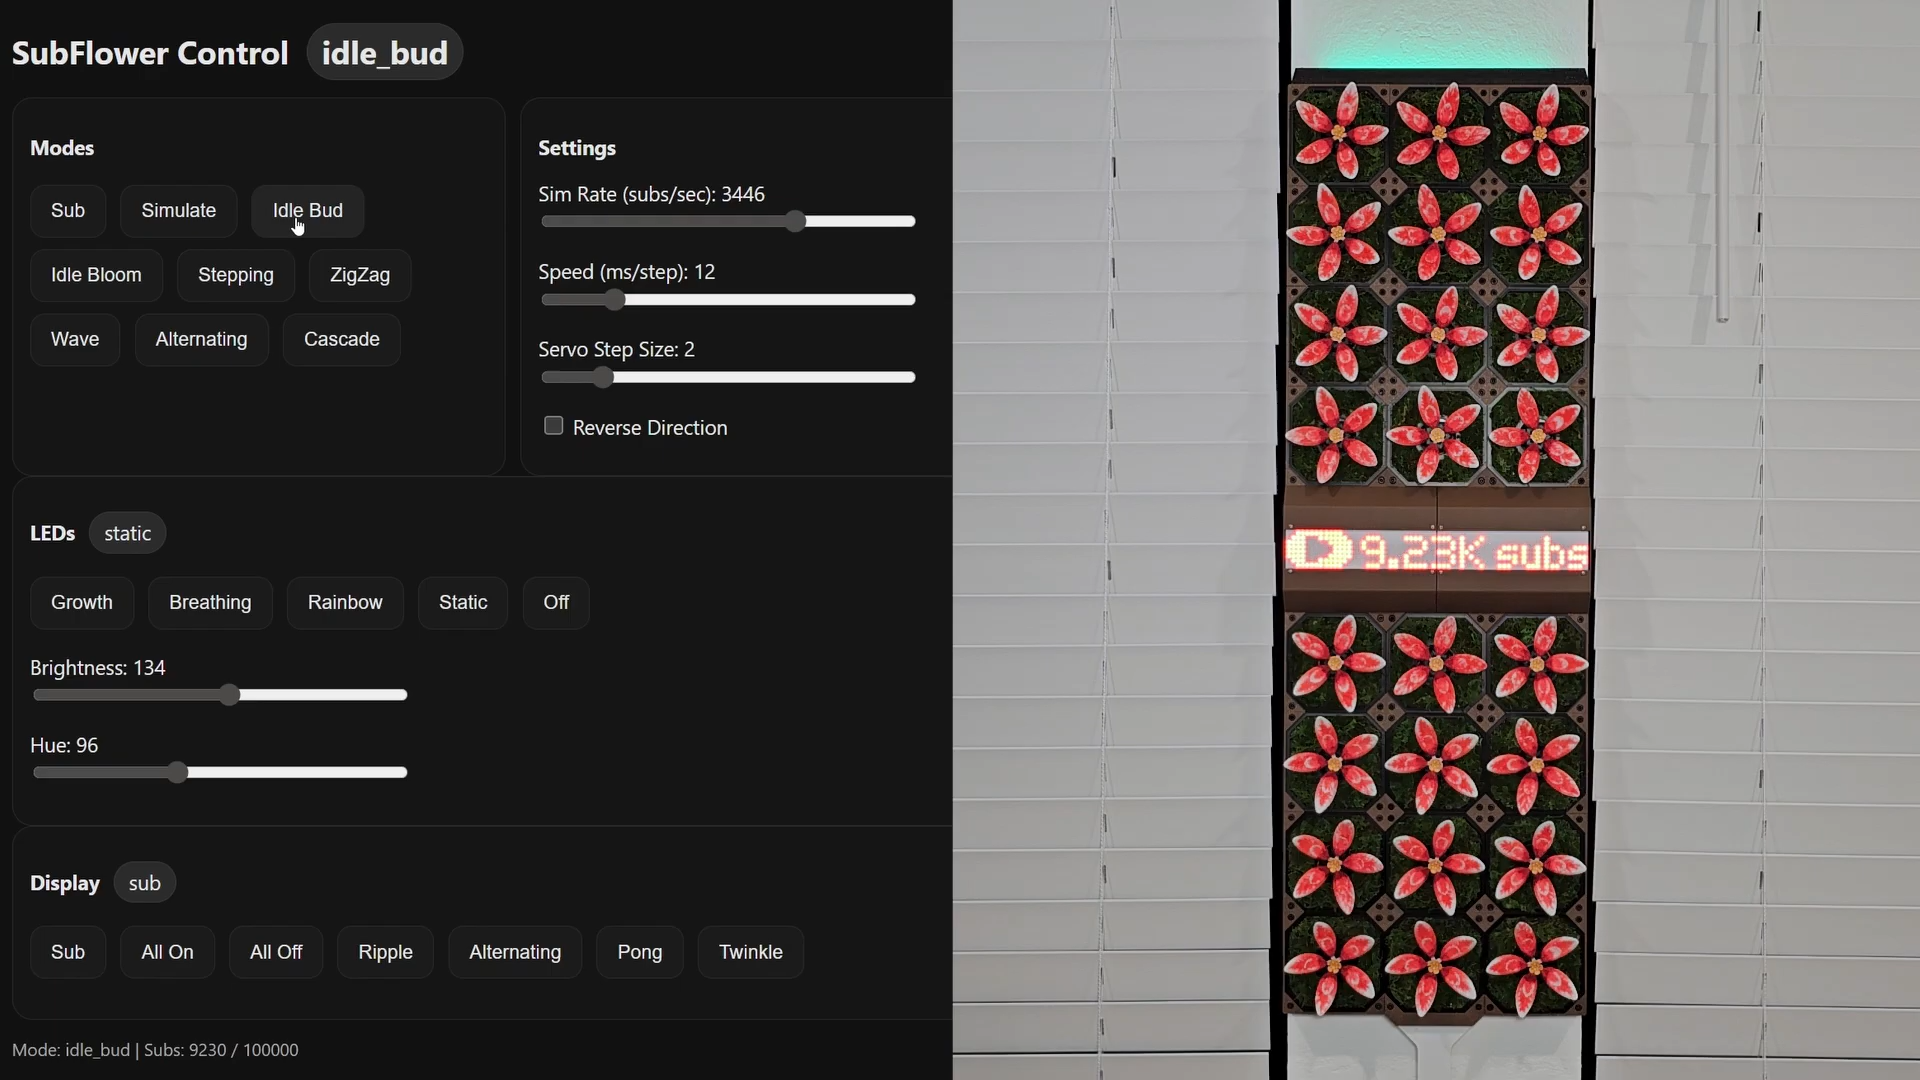 SubFlower Control idle_bud
Modes
Sub Simulate Idle Bud
Idle Bloom Stepping ZigZag
Wave Alternating Cascade
Settings
Sim Rate (subs/sec): 3446
Speed (ms/step): 12
Servo Step Size: 2
Reverse Direction
LEDs static
Growth Breathing Rainbow Static Off
Brightness: 134
Hue: 96
Display sub
Sub All On All Off Ripple Alternating Pong Twinkle
Mode: idle_bud | Subs: 9230 / 100000
9.23K subs